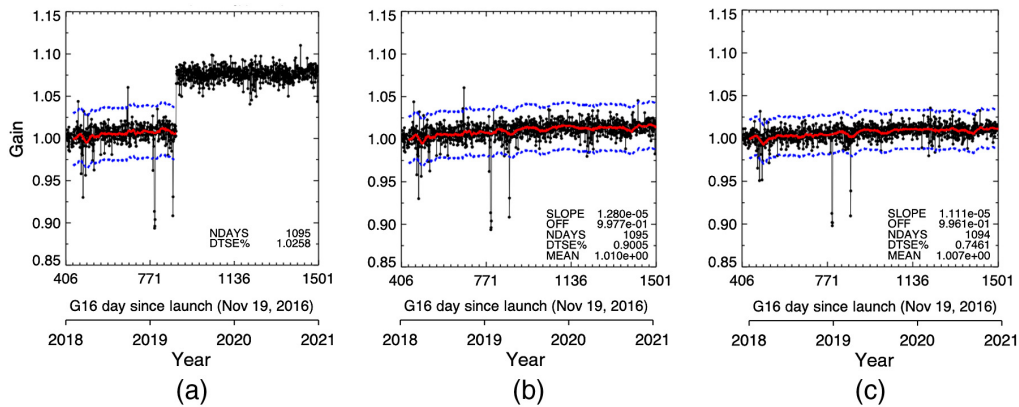 1.15
1.10
1.05
1.00
0.95
0.90
0.85
Gain
NDAYS 1095
DTSE% 1.0258
406 771 1136 1501
G16 day since launch (Nov 19, 2016)
2018 2019 2020 2021
Year
(a)
1.15
1.10
1.05
1.00
0.95
0.90
0.85
SLOPE 1.280e-05
OFF 9.977e-01
NDAYS 1095
DTSE% 0.9005
MEAN 1.010e+00
406 771 1136 1501
G16 day since launch (Nov 19, 2016)
2018 2019 2020 2021
Year
(b)
1.15
1.10
1.05
1.00
0.95
0.90
0.85
SLOPE 1.111e-05
OFF 9.961e-01
NDAYS 1094
DTSE% 0.7461
MEAN 1.007e+00
406 771 1136 1501
G16 day since launch (Nov 19, 2016)
2018 2019 2020 2021
Year
(c)